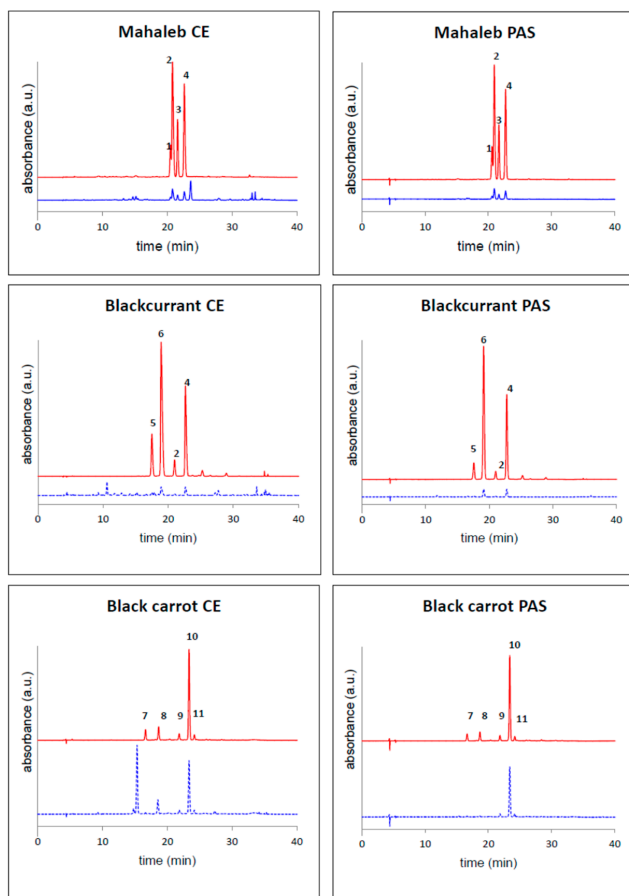 Mahaleb CE
absorbance (a.u.)
2
4
3
1
0 10 20 30 40
time (min)
Mahaleb PAS
absorbance (a.u.)
2
4
3
1
0 10 20 30 40
time (min)
Blackcurrant CE
absorbance (a.u.)
6
4
5
2
0 10 20 30 40
time (min)
Blackcurrant PAS
absorbance (a.u.)
6
4
5
2
0 10 20 30 40
time (min)
Black carrot CE
absorbance (a.u.)
10
7 8 9 11
0 10 20 30 40
time (min)
Black carrot PAS
absorbance (a.u.)
10
7 8 9 11
0 10 20 30 40
time (min)